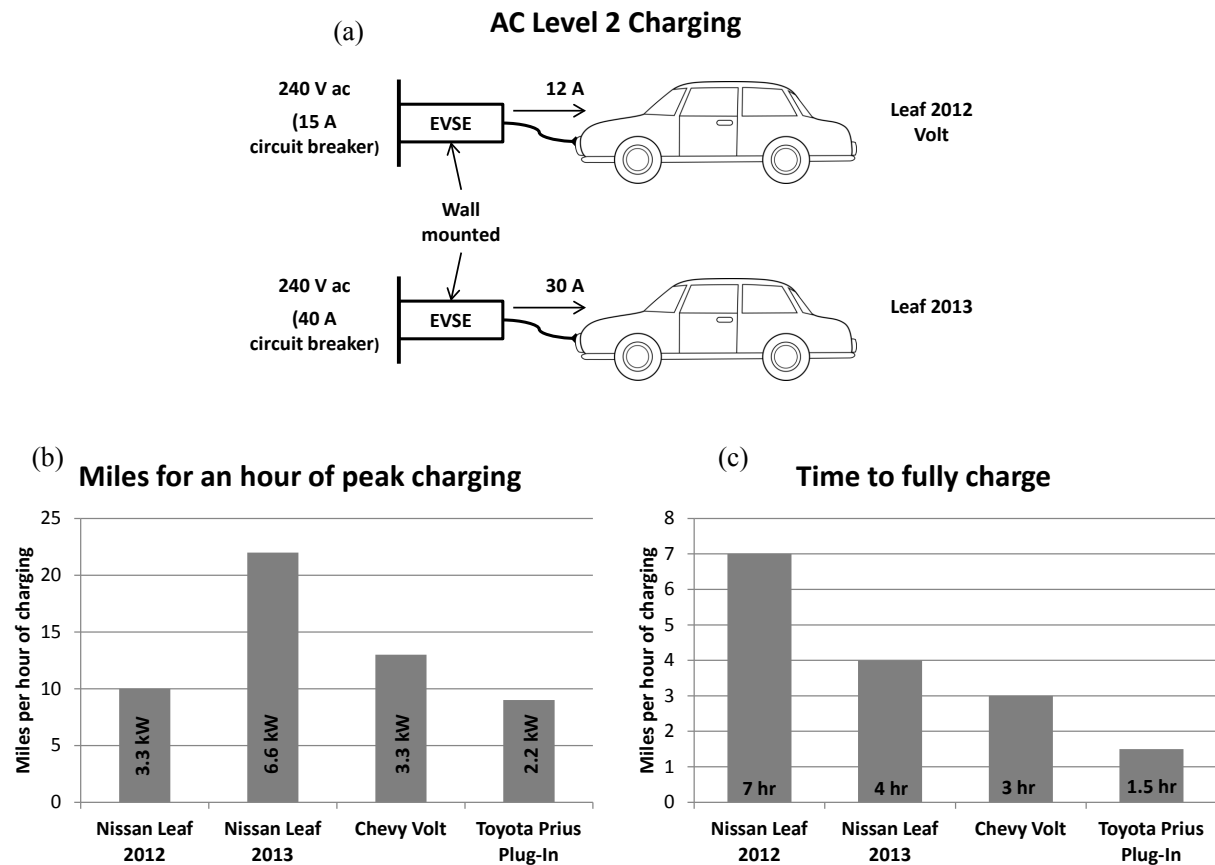 (a)
AC Level 2 Charging
240 V ac
(15 A
circuit breaker)
EVSE
12 A
Leaf 2012
Volt
Wall
mounted
240 V ac
(40 A
circuit breaker)
EVSE
30 A
Leaf 2013
(b)
Miles for an hour of peak charging
Miles per hour of charging
25
20
15
10
5
0
3.3 kW
6.6 kW
3.3 kW
2.2 kW
Nissan Leaf
2012
Nissan Leaf
2013
Chevy Volt
Toyota Prius
Plug-In
(c)
Time to fully charge
Miles per hour of charging
8
7
6
5
4
3
2
1
0
7 hr
4 hr
3 hr
1.5 hr
Nissan Leaf
2012
Nissan Leaf
2013
Chevy Volt
Toyota Prius
Plug-In